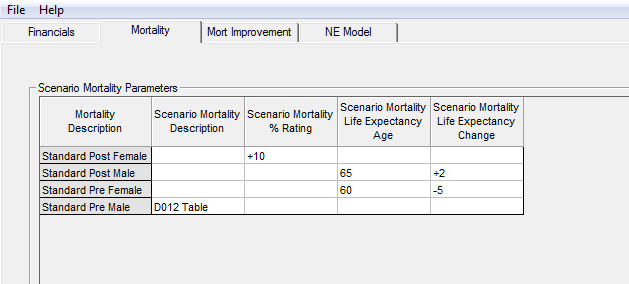 File Help
Financials Mortality Mort Improvement NE Model
Scenario Mortality Parameters
Mortality Description Scenario Mortality Description Scenario Mortality % Rating Scenario Mortality Life Expectancy Age Scenario Mortality Life Expectancy Change
Standard Post Female +10
Standard Post Male 65 +2
Standard Pre Female 60 -5
Standard Pre Male D012 Table